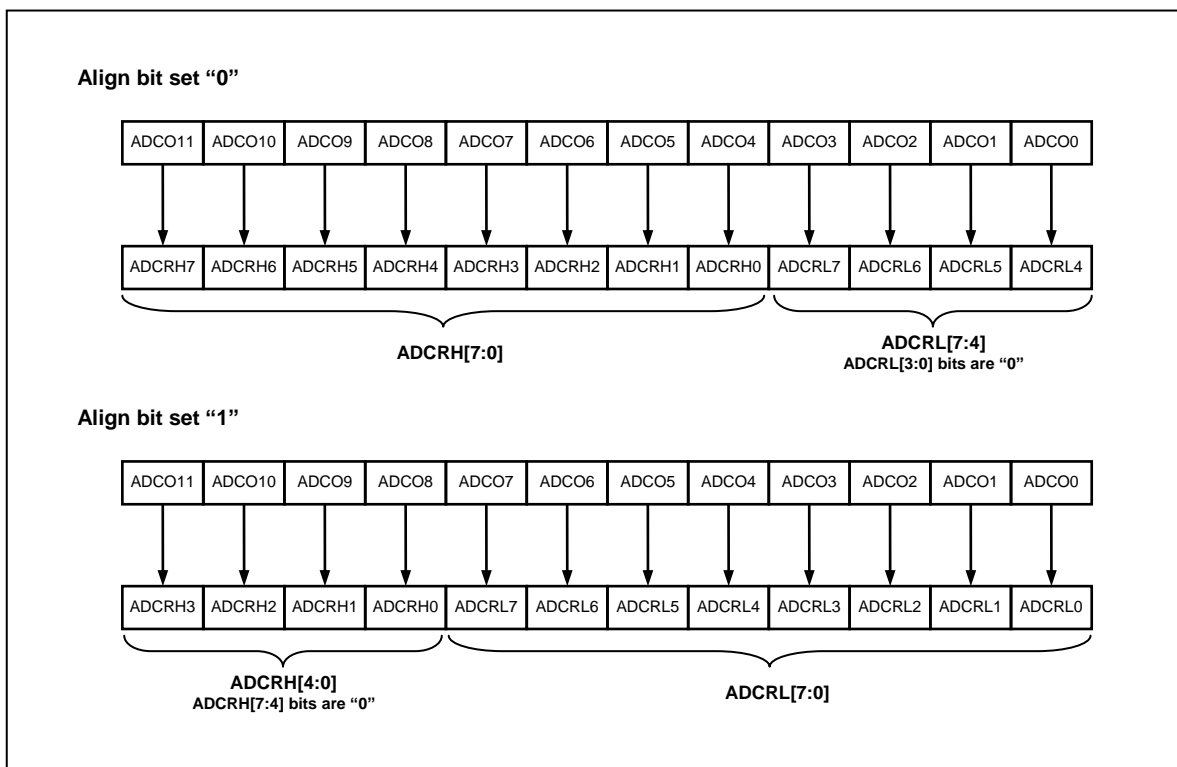 Align bit set “0”
ADCO11 ADCO10 ADCO9 ADCO8 ADCO7 ADCO6 ADCO5 ADCO4 ADCO3 ADCO2 ADCO1 ADCO0
ADCRH7 ADCRH6 ADCRH5 ADCRH4 ADCRH3 ADCRH2 ADCRH1 ADCRH0 ADCRL7 ADCRL6 ADCRL5 ADCRL4
ADCRH[7:0]
ADCRL[7:4]
ADCRL[3:0] bits are “0”
Align bit set “1”
ADCO11 ADCO10 ADCO9 ADCO8 ADCO7 ADCO6 ADCO5 ADCO4 ADCO3 ADCO2 ADCO1 ADCO0
ADCRH3 ADCRH2 ADCRH1 ADCRH0 ADCRL7 ADCRL6 ADCRL5 ADCRL4 ADCRL3 ADCRL2 ADCRL1 ADCRL0
ADCRH[4:0]
ADCRH[7:4] bits are “0”
ADCRL[7:0]